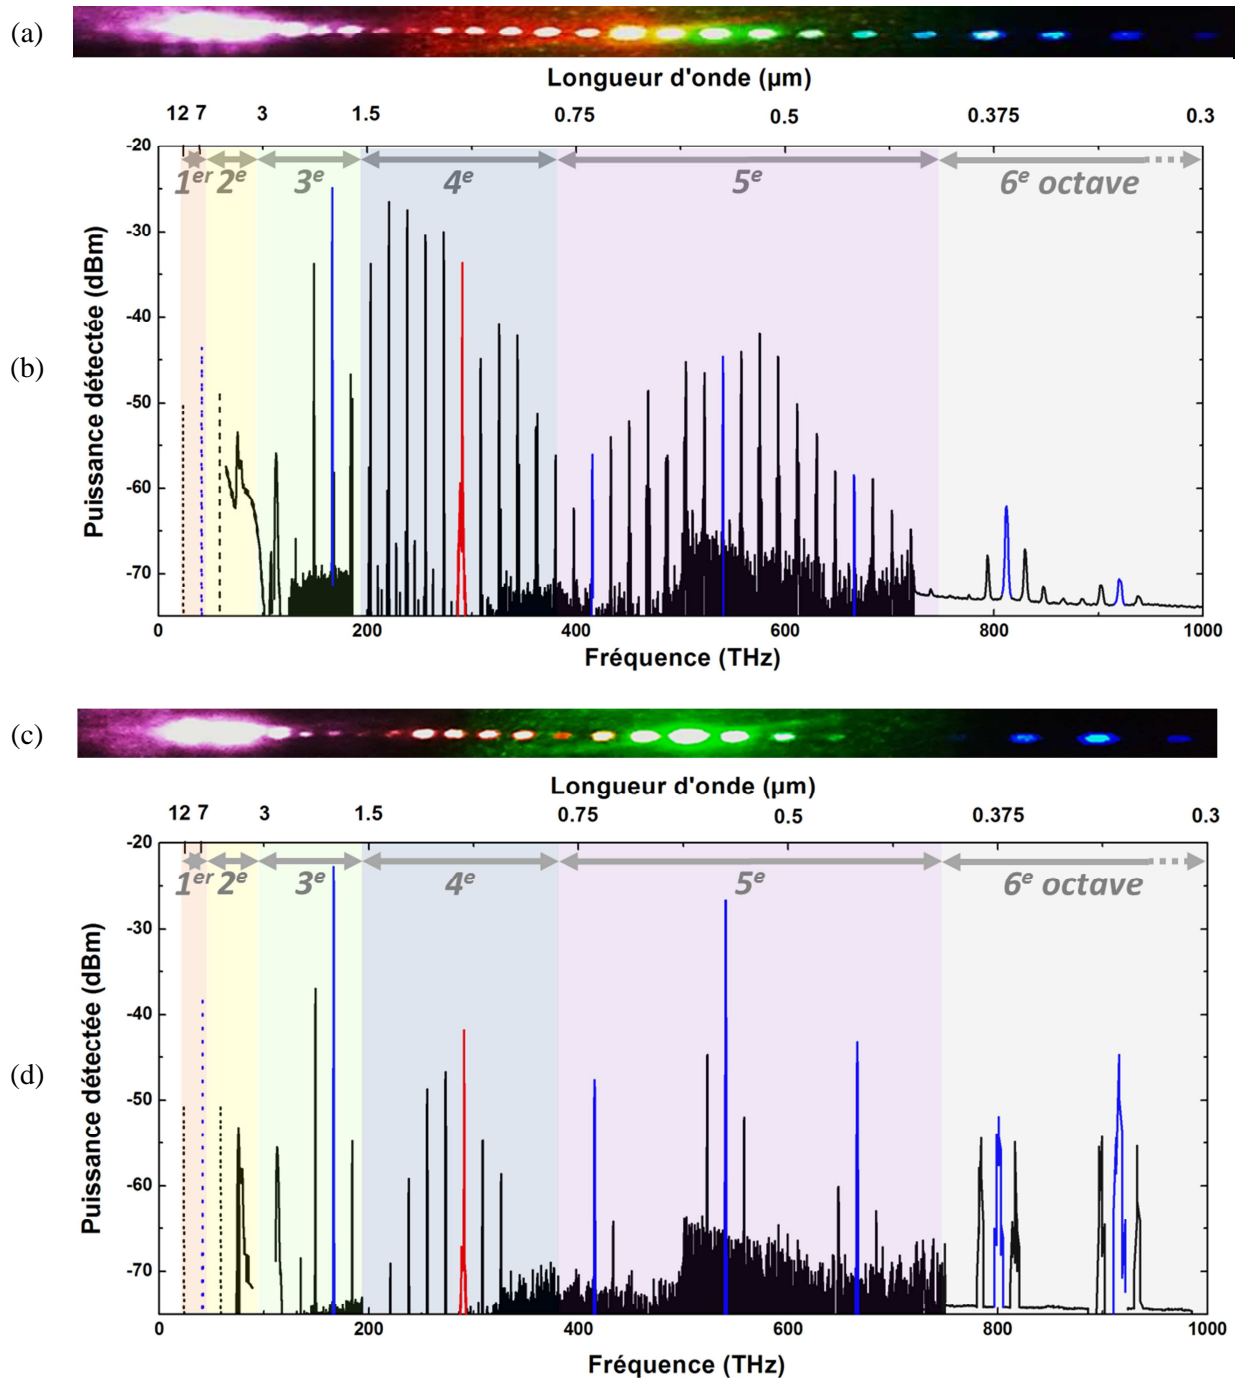 (a)
Longueur d'onde (µm)
12 7 3 1.5 0.75 0.5 0.375 0.3
-20
1er 2e 3e 4e 5e 6e octave
-30
-40
(b)
Puissance détectée (dBm)
-50
-60
-70
0 200 400 600 800 1000
Fréquence (THz)
(c)
Longueur d'onde (µm)
12 7 3 1.5 0.75 0.5 0.375 0.3
-20
1er 2e 3e 4e 5e 6e octave
-30
-40
(d)
Puissance détectée (dBm)
-50
-60
-70
0 200 400 600 800 1000
Fréquence (THz)